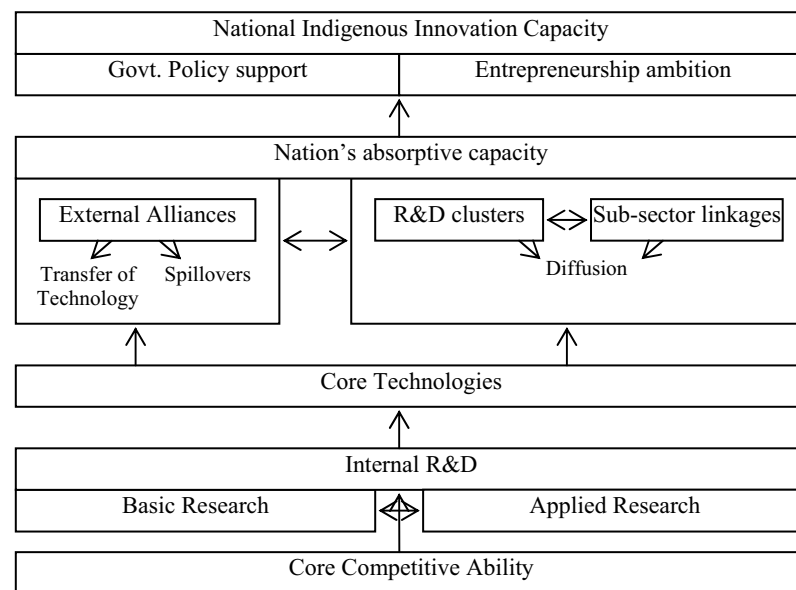 National Indigenous Innovation Capacity
Govt. Policy support
Entrepreneurship ambition
Nation's absorptive capacity
External Alliances
Transfer of
Technology
Spillovers
R&D clusters
Sub-sector linkages
Diffusion
Core Technologies
Internal R&D
Basic Research
Applied Research
Core Competitive Ability